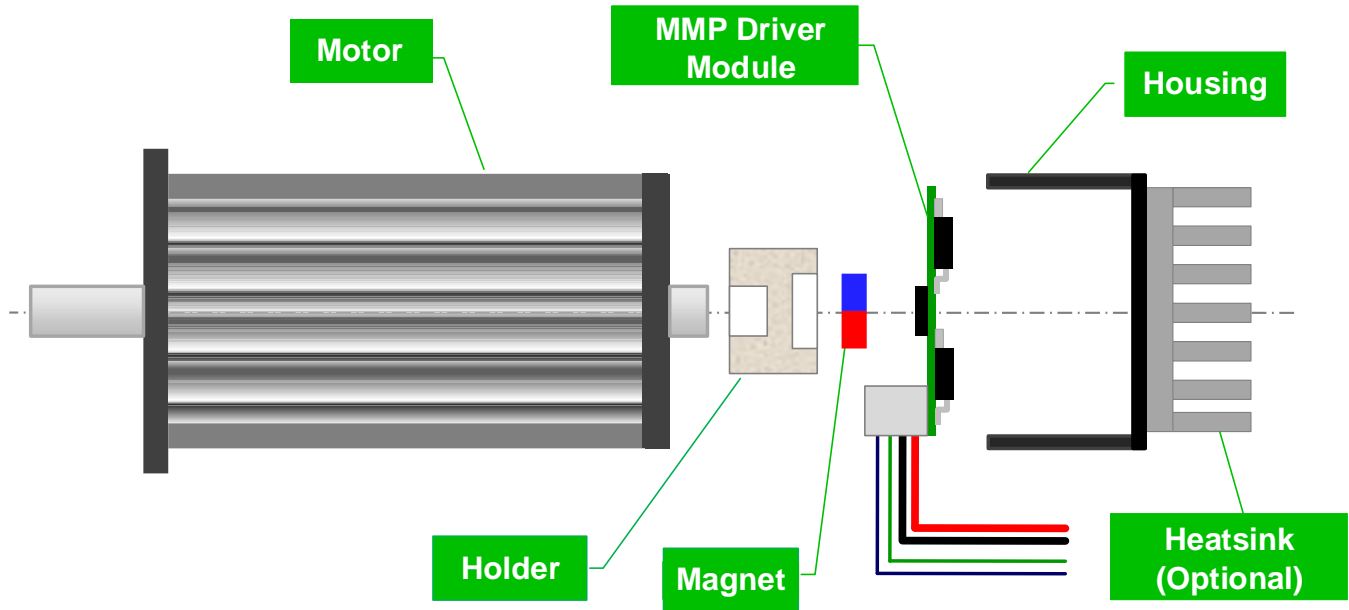 MMP Driver
Module
Motor
Housing
Holder
Magnet
Heatsink
(Optional)